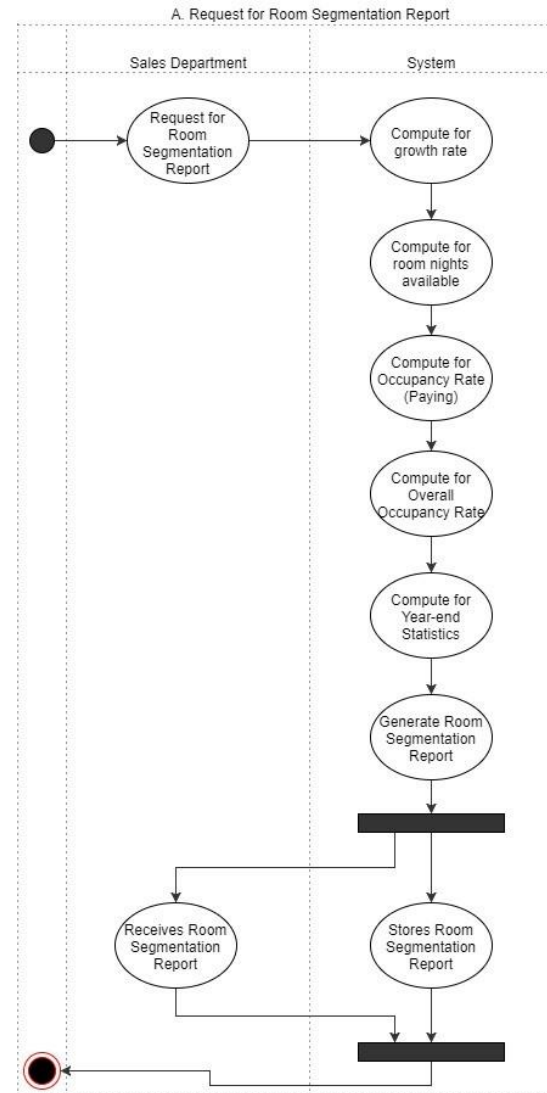 A. Request for Room Segmentation Report
Sales Department
System
Request for
Room
Segmentation
Report
Compute for
growth rate
Compute for
room nights
available
Compute for
Occupancy Rate
(Paying)
Compute for
Overall
Occupancy Rate
Compute for
Year-end
Statistics
Generate Room
Segmentation
Report
Receives Room
Segmentation
Report
Stores Room
Segmentation
Report